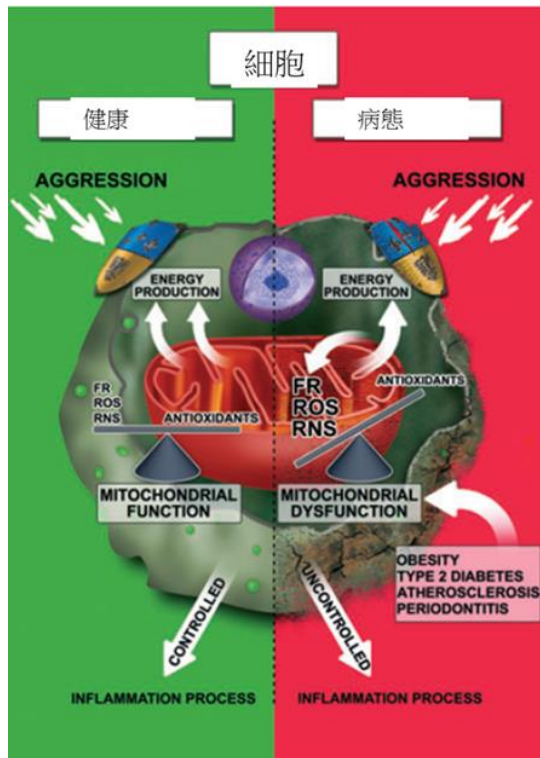 細胞
健康
病態
AGGRESSION
AGGRESSION
ENERGY
PRODUCTION
ENERGY
PRODUCTION
FR
ROS
RNS
ANTIOXIDANTS
FR
ROS
RNS
ANTIOXIDANTS
MITOCHONDRIAL
FUNCTION
MITOCHONDRIAL
DYSFUNCTION
OBESITY
TYPE 2 DIABETES
ATHEROSCLEROSIS
PERIODONTITIS
CONTROLLED
UNCONTROLLED
INFLAMMATION PROCESS
INFLAMMATION PROCESS